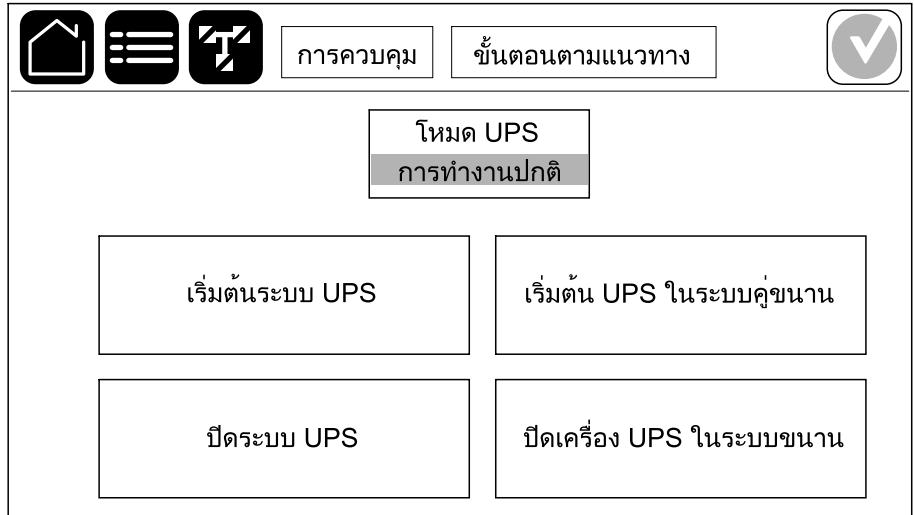 การควบคุม
ขั้นตอนตามแนวทาง
โหมด UPS
การทำงานปกติ
เริ่มต้นระบบ UPS
เริ่มต้น UPS ในระบบคู่ขนาน
ปิดระบบ UPS
ปิดเครื่อง UPS ในระบบขนาน